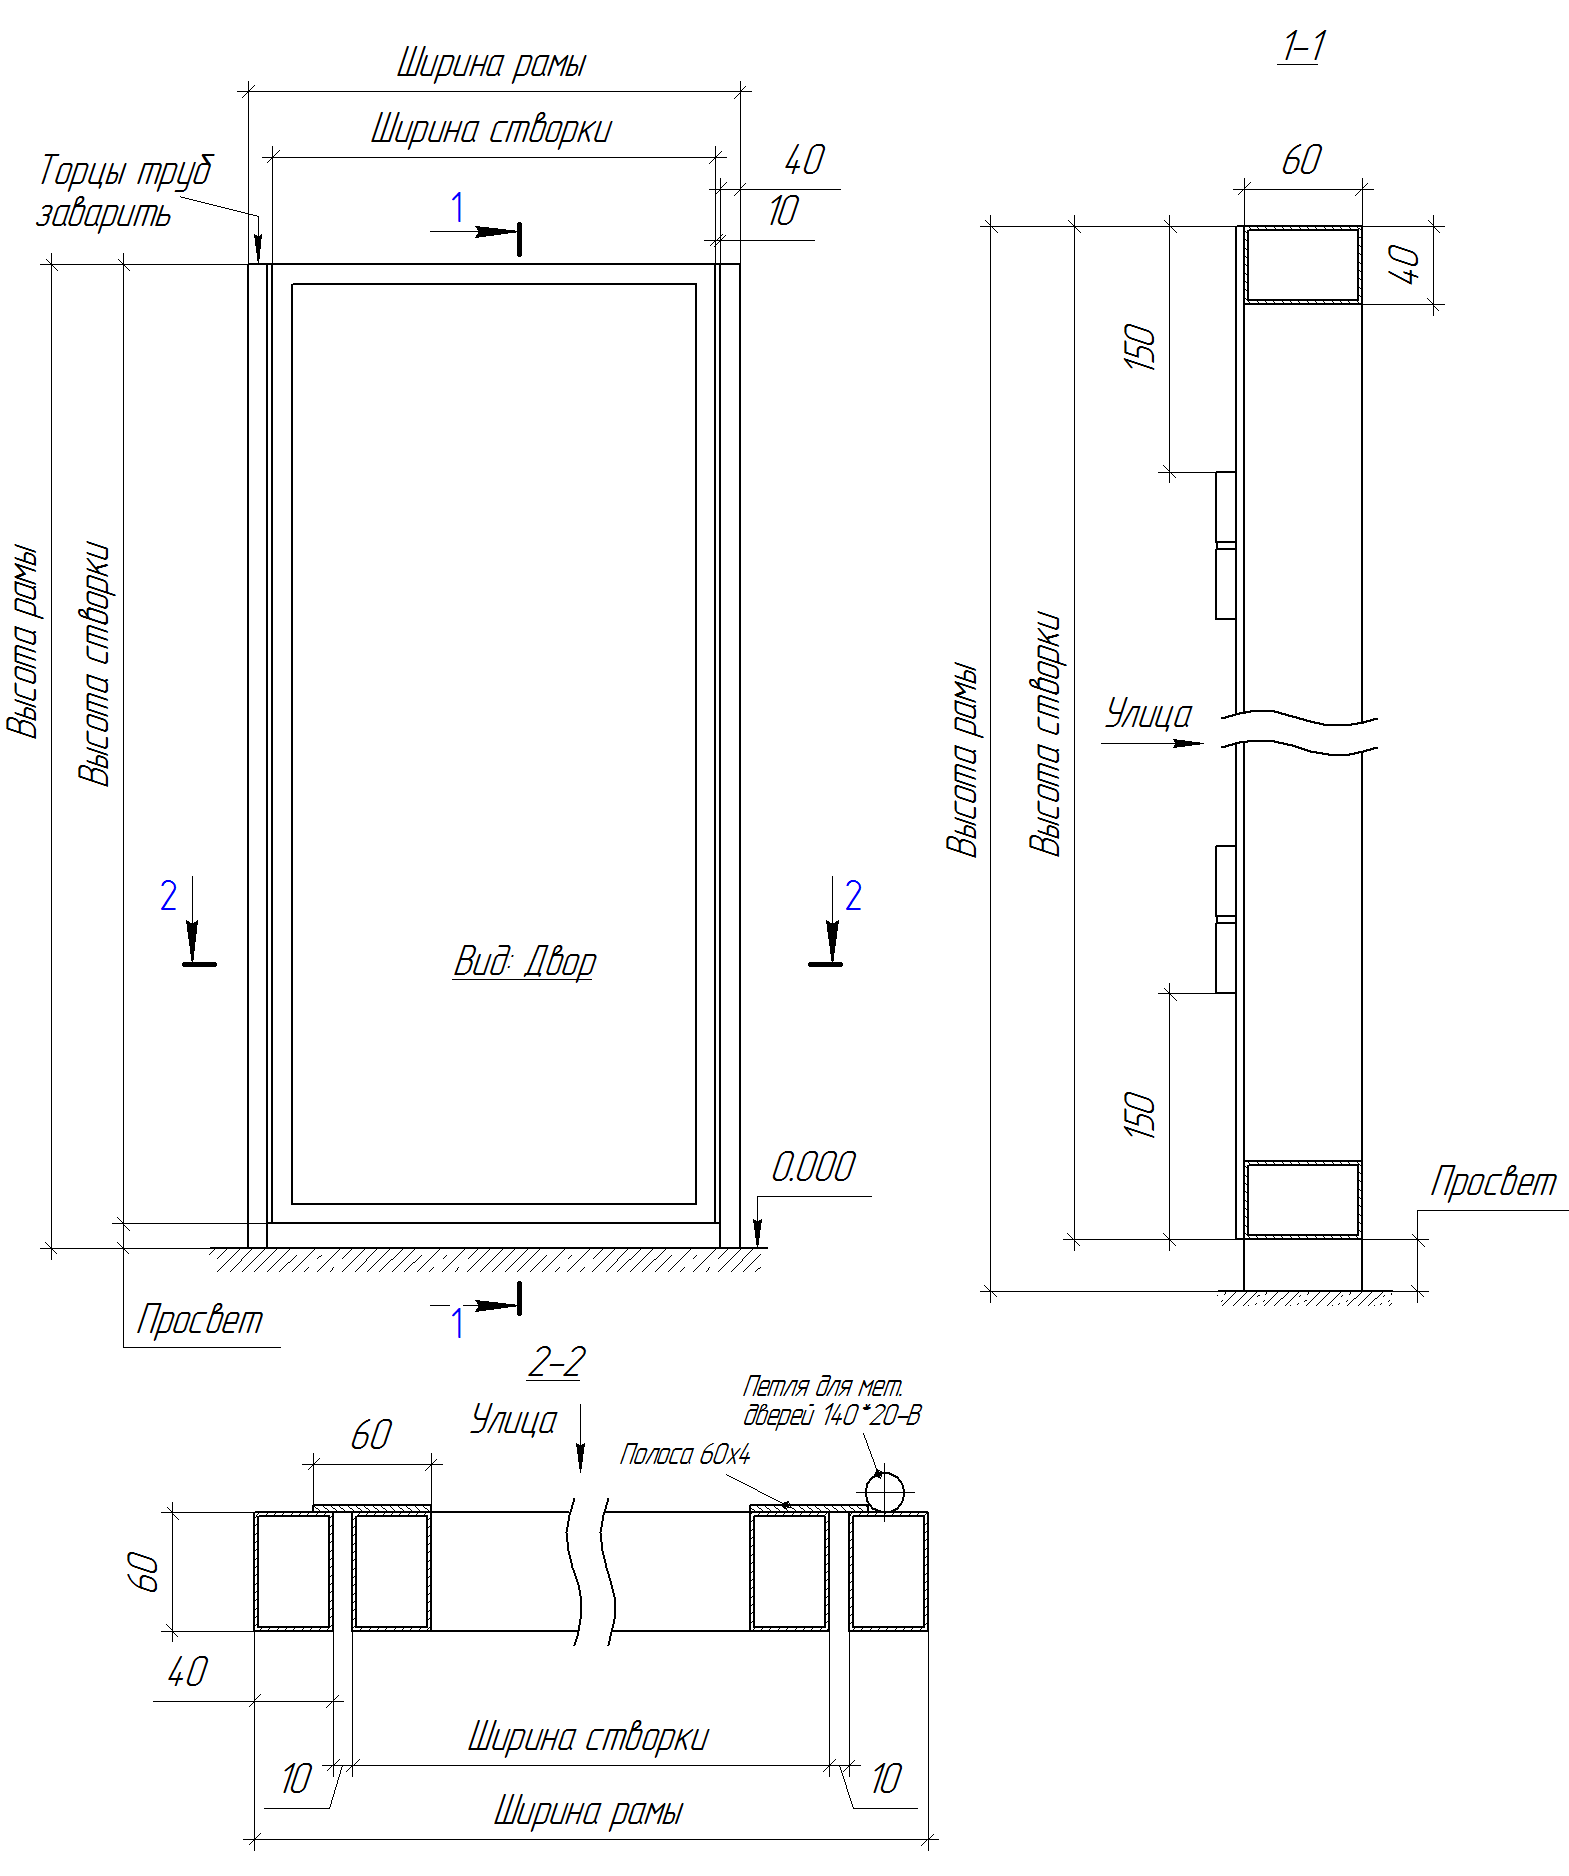 Ширина рамы
1-1
Ширина створки
40
60
Торцы труб
заварить
1
10
40
150
Высота рамы
Высота створки
Высота рамы
Высота створки
Улица
2
2
Вид: Двор
150
0.000
Просвет
Просвет
1
2-2
Петля для мет.
дверей 140*20-В
Улица
60
Полоса 60х4
60
40
Ширина створки
10
10
Ширина рамы